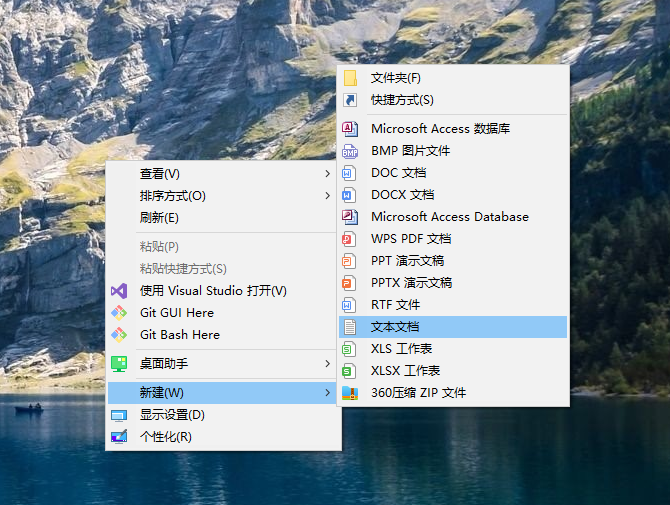 文件夹(F)
快捷方式(S)
Microsoft Access 数据库
BMP 图片文件
DOC 文档
DOCX 文档
Microsoft Access Database
WPS PDF 文档
PPT 演示文稿
PPTX 演示文稿
RTF 文件
文本文档
XLS 工作表
XLSX 工作表
360压缩 ZIP 文件
查看(V)
排序方式(O)
刷新(E)
粘贴(P)
粘贴快捷方式(S)
使用 Visual Studio 打开(V)
Git GUI Here
Git Bash Here
桌面助手
新建(W)
显示设置(D)
个性化(R)